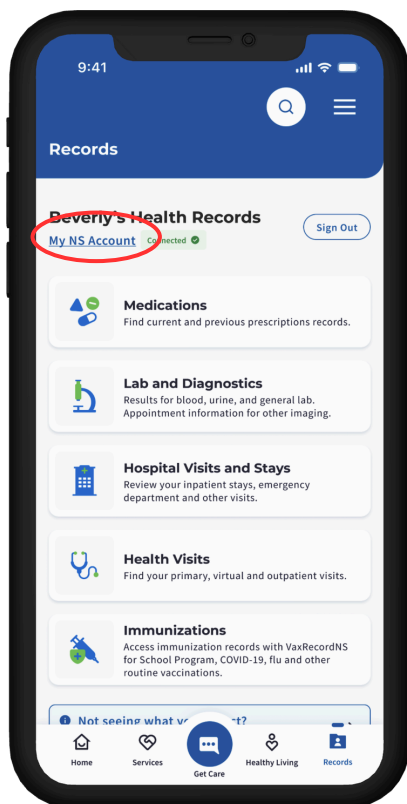 9:41
Records
Beverly's Health Records
Sign Out
My NS Account
Connected
Medications
Find current and previous prescriptions records.
Lab and Diagnostics
Results for blood, urine, and general lab.
Appointment information for other imaging.
Hospital Visits and Stays
Review your inpatient stays, emergency
department and other visits.
Health Visits
Find your primary, virtual and outpatient visits.
Immunizations
Access immunization records with VaxRecordNS
for School Program, COVID-19, flu and other
routine vaccinations.
Not seeing what
Home
Services
Get Care
Healthy Living
Records